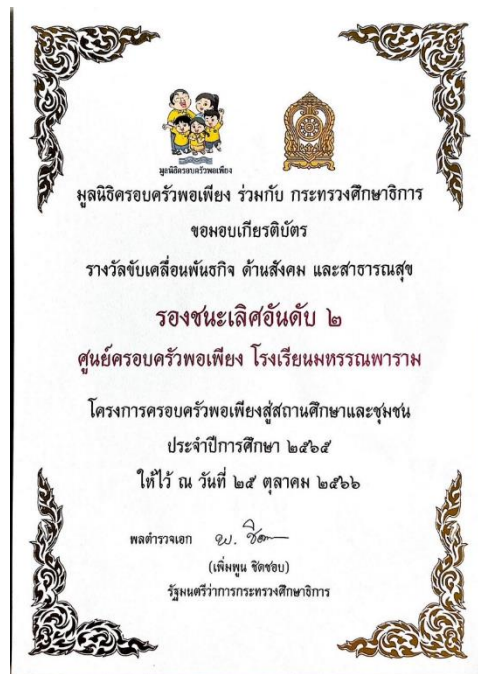 มูลนิธิครอบครัวพอเพียง
มูลนิธิครอบครัวพอเพียง ร่วมกับ กระทรวงศึกษาธิการ
ขอมอบเกียรติบัตร
รางวัลขับเคลื่อนพันธกิจ ด้านสังคม และสาธารณสุข
รองชนะเลิศอันดับ ๒
ศูนย์ครอบครัวพอเพียง โรงเรียนมหรรณพาราม
โครงการครอบครัวพอเพียงสู่สถานศึกษาและชุมชน
ประจำปีการศึกษา ๒๕๖๕
ให้ไว้ ณ วันที่ ๒๕ ตุลาคม ๒๕๖๖
พลตำรวจเอก
(เพิ่มพูน ชิดชอบ)
รัฐมนตรีว่าการกระทรวงศึกษาธิการ